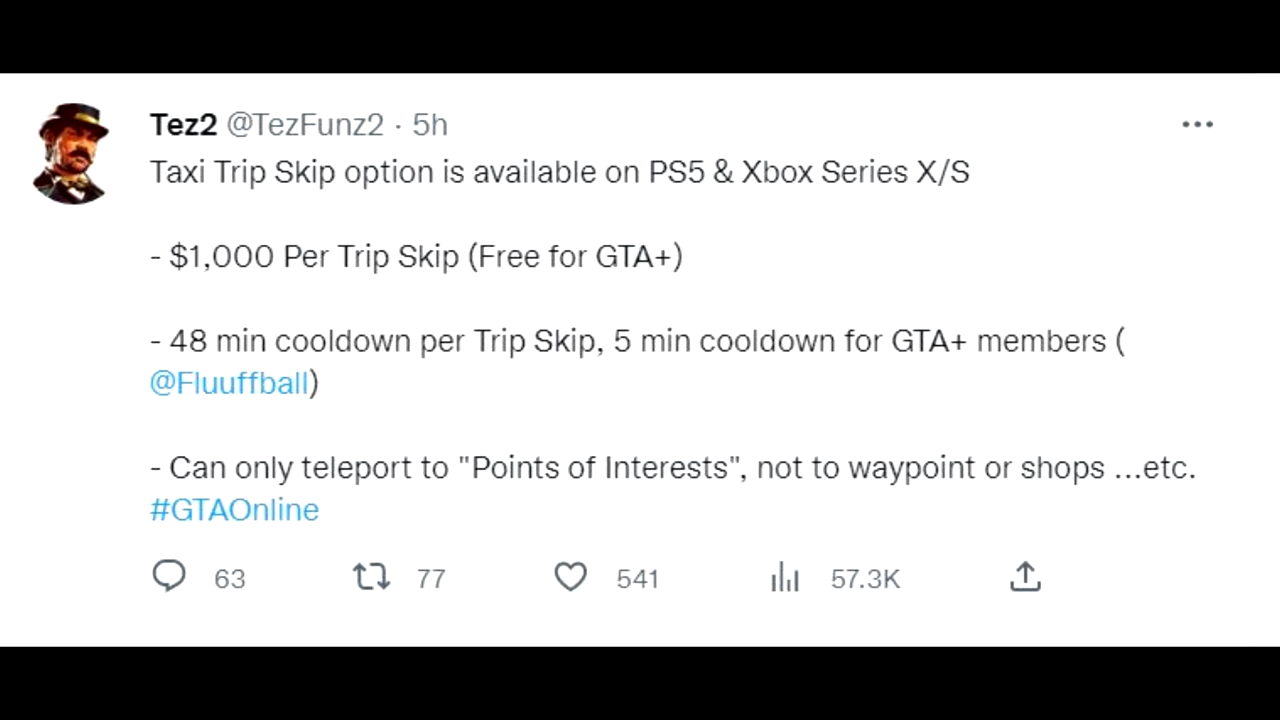 Tez2 @TezFunz2 · 5h
Taxi Trip Skip option is available on PS5 & Xbox Series X/S
- $1,000 Per Trip Skip (Free for GTA+)
- 48 min cooldown per Trip Skip, 5 min cooldown for GTA+ members (
@Fluuffball)
- Can only teleport to "Points of Interests", not to waypoint or shops ...etc.
#GTAOnline
63 77 541 57.3K